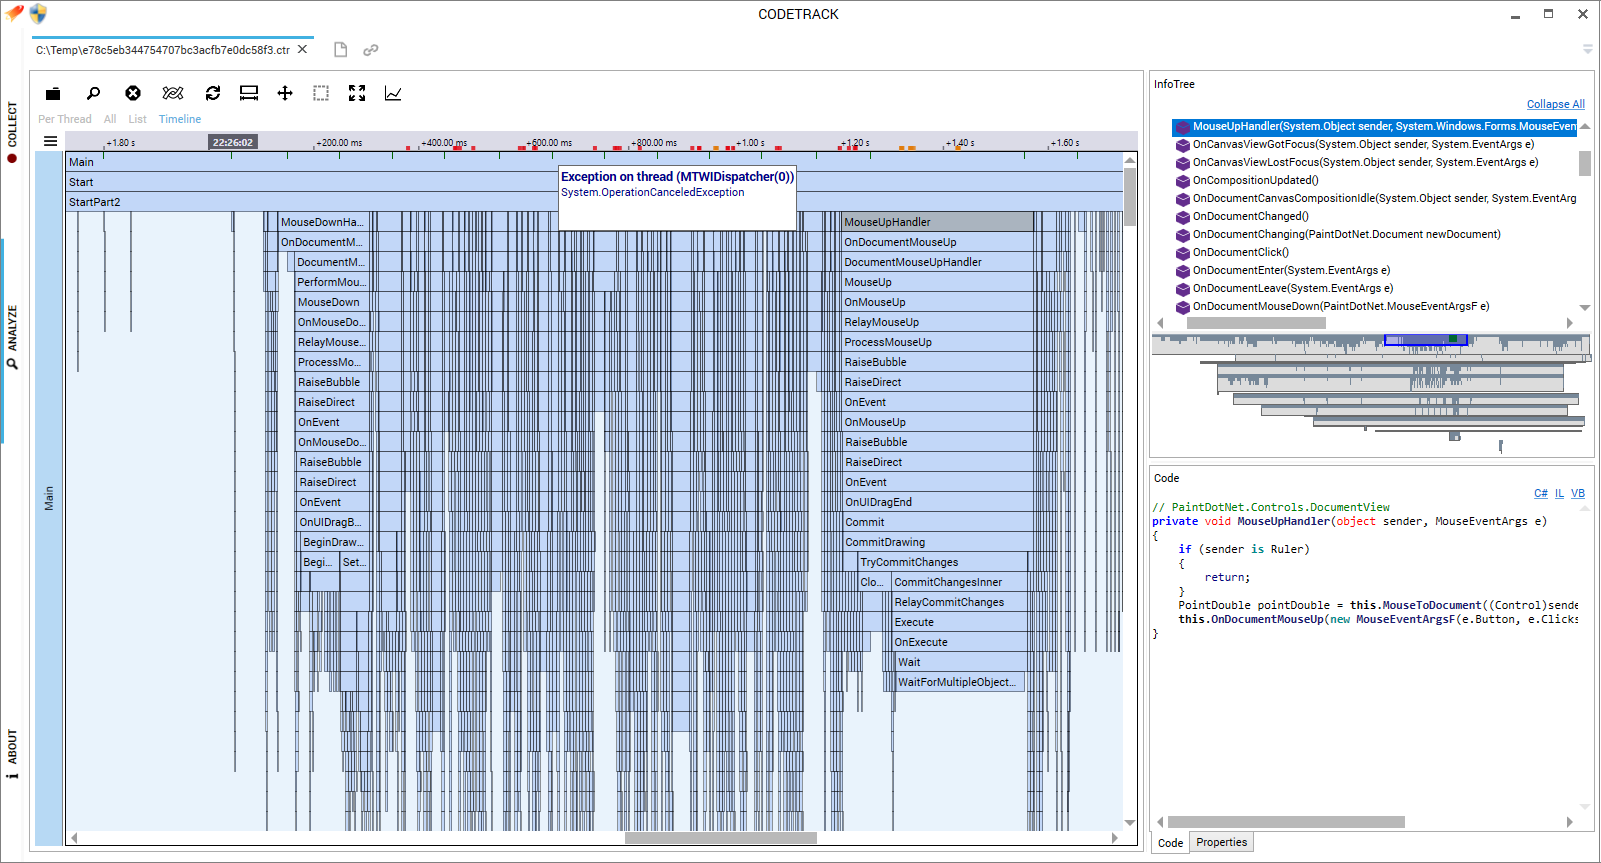 CODETRACK
C:\Temp\e78c5eb344754707bc3acfb7e0dc58f3.ctr
COLLECT
ANALYZE
ABOUT
Per Thread All List Timeline
+1.80 s 22:26:02 +200.00 ms +400.00 ms +600.00 ms +800.00 ms +1.00 s +1.20 s +1.40 s +1.60 s
Main
Main
Start
StartPart2
Exception on thread (MTWIDispatcher(0))
System.OperationCanceledException
MouseDownHa...
OnDocumentM...
DocumentM...
PerformMou...
MouseDown
OnMouseDo...
RelayMouse...
ProcessMo...
RaiseBubble
RaiseDirect
OnEvent
OnMouseDo...
RaiseBubble
RaiseDirect
OnEvent
OnUIDragB...
BeginDraw...
Begi... Set...
MouseUpHandler
OnDocumentMouseUp
DocumentMouseUpHandler
MouseUp
OnMouseUp
RelayMouseUp
ProcessMouseUp
RaiseBubble
RaiseDirect
OnEvent
OnMouseUp
RaiseBubble
RaiseDirect
OnEvent
OnUIDragEnd
Commit
CommitDrawing
TryCommitChanges
Clo... CommitChangesInner
RelayCommitChanges
Execute
OnExecute
Wait
WaitForMultipleObject...
InfoTree
Collapse All
MouseUpHandler(System.Object sender, System.Windows.Forms.MouseEven
OnCanvasViewGotFocus(System.Object sender, System.EventArgs e)
OnCanvasViewLostFocus(System.Object sender, System.EventArgs e)
OnCompositionUpdated()
OnDocumentCanvasCompositionIdle(System.Object sender, System.EventArg
OnDocumentChanged()
OnDocumentChanging(PaintDotNet.Document newDocument)
OnDocumentClick()
OnDocumentEnter(System.EventArgs e)
OnDocumentLeave(System.EventArgs e)
OnDocumentMouseDown(PaintDotNet.MouseEventArgsF e)
Code
C# IL VB
// PaintDotNet.Controls.DocumentView
private void MouseUpHandler(object sender, MouseEventArgs e)
{
if (sender is Ruler)
{
return;
}
PointDouble pointDouble = this.MouseToDocument((Control)sende
this.OnDocumentMouseUp(new MouseEventArgsF(e.Button, e.Clicks
}
Code Properties